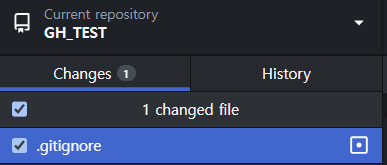 Current repository
GH_TEST
Changes 1
History
1 changed file
.gitignore